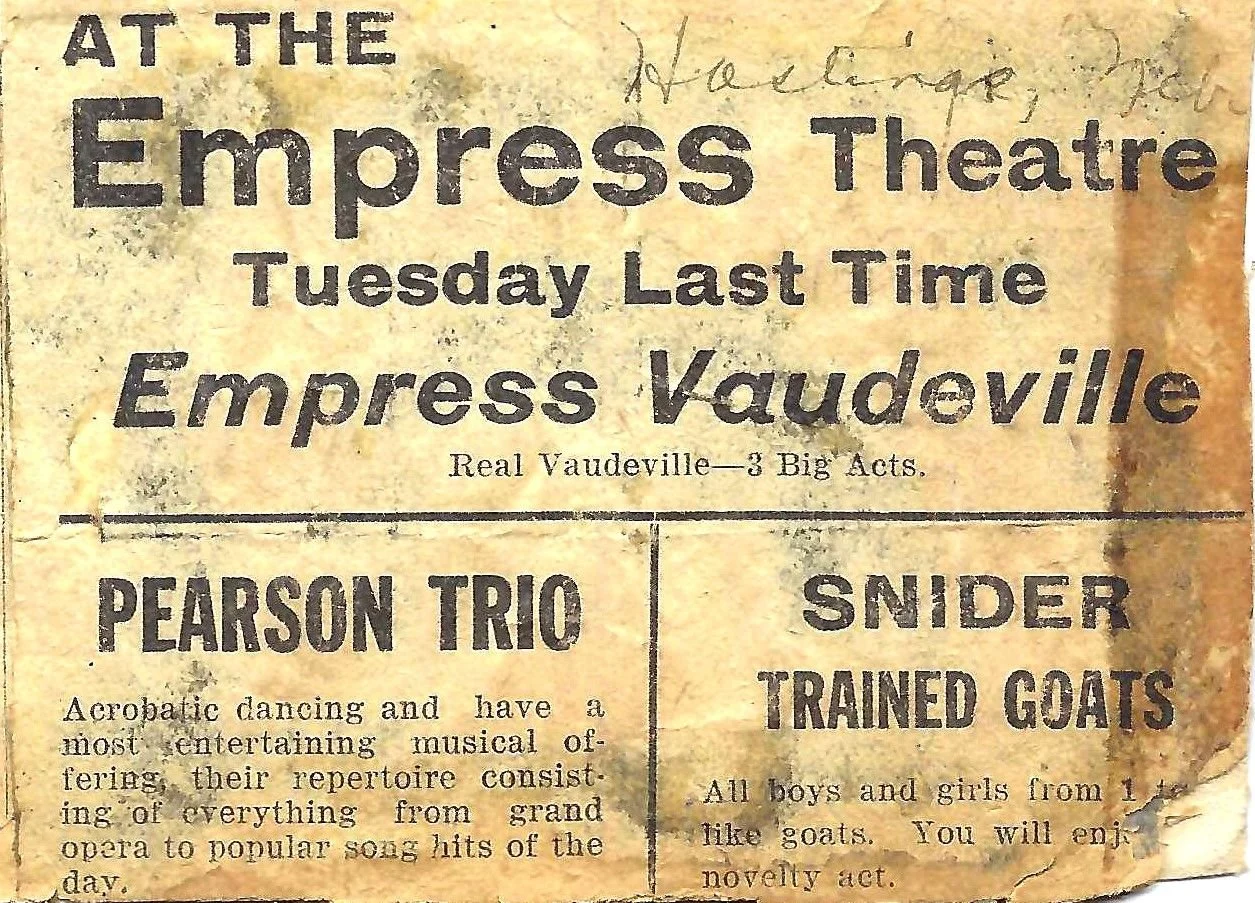 AT THE
Hastings,
Empress Theatre
Tuesday Last Time
Empress Vaudeville
Real Vaudeville—3 Big Acts.
PEARSON TRIO
Acrobatic dancing and have a
most entertaining musical of-
fering, their repertoire consist-
ing of everything from grand
opera to popular song hits of the
day.
SNIDER
TRAINED GOATS
All boys and girls from 1 to
like goats. You will
novelty act.